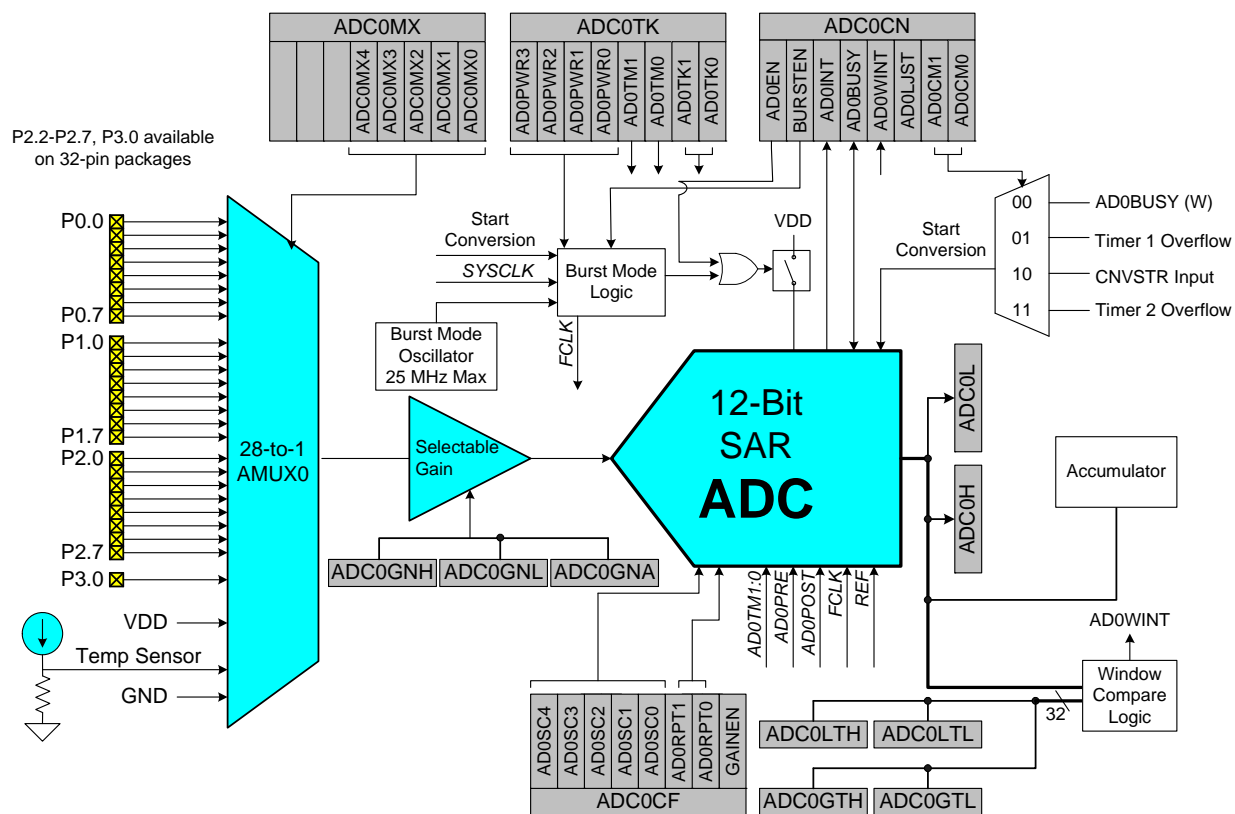 ADC0MX
ADC0MX4
ADC0MX3
ADC0MX2
ADC0MX1
ADC0MX0
ADC0TK
AD0PWR3
AD0PWR2
AD0PWR1
AD0PWR0
AD0TM1
AD0TM0
AD0TK1
AD0TK0
ADC0CN
AD0EN
BURSTEN
AD0INT
AD0BUSY
AD0WINT
AD0LJST
AD0CM1
AD0CM0
P2.2-P2.7, P3.0 available
on 32-pin packages
P0.0
P0.7
P1.0
P1.7
P2.0
P2.7
P3.0
VDD
Temp Sensor
GND
28-to-1
AMUX0
Start
Conversion
SYSCLK
Burst Mode
Logic
Burst Mode
Oscillator
25 MHz Max
FCLK
VDD
Start
Conversion
00
01
10
11
AD0BUSY (W)
Timer 1 Overflow
CNVSTR Input
Timer 2 Overflow
Selectable
Gain
ADC0GNH
ADC0GNL
ADC0GNA
12-Bit
SAR
ADC
ADC0L
ADC0H
Accumulator
AD0TM1:0
AD0PRE
AD0POST
FCLK
REF
AD0WINT
Window
Compare
Logic
32
AD0SC4
AD0SC3
AD0SC2
AD0SC1
AD0SC0
AD0RPT1
AD0RPT0
GAINEN
ADC0CF
ADC0LTH
ADC0LTL
ADC0GTH
ADC0GTL